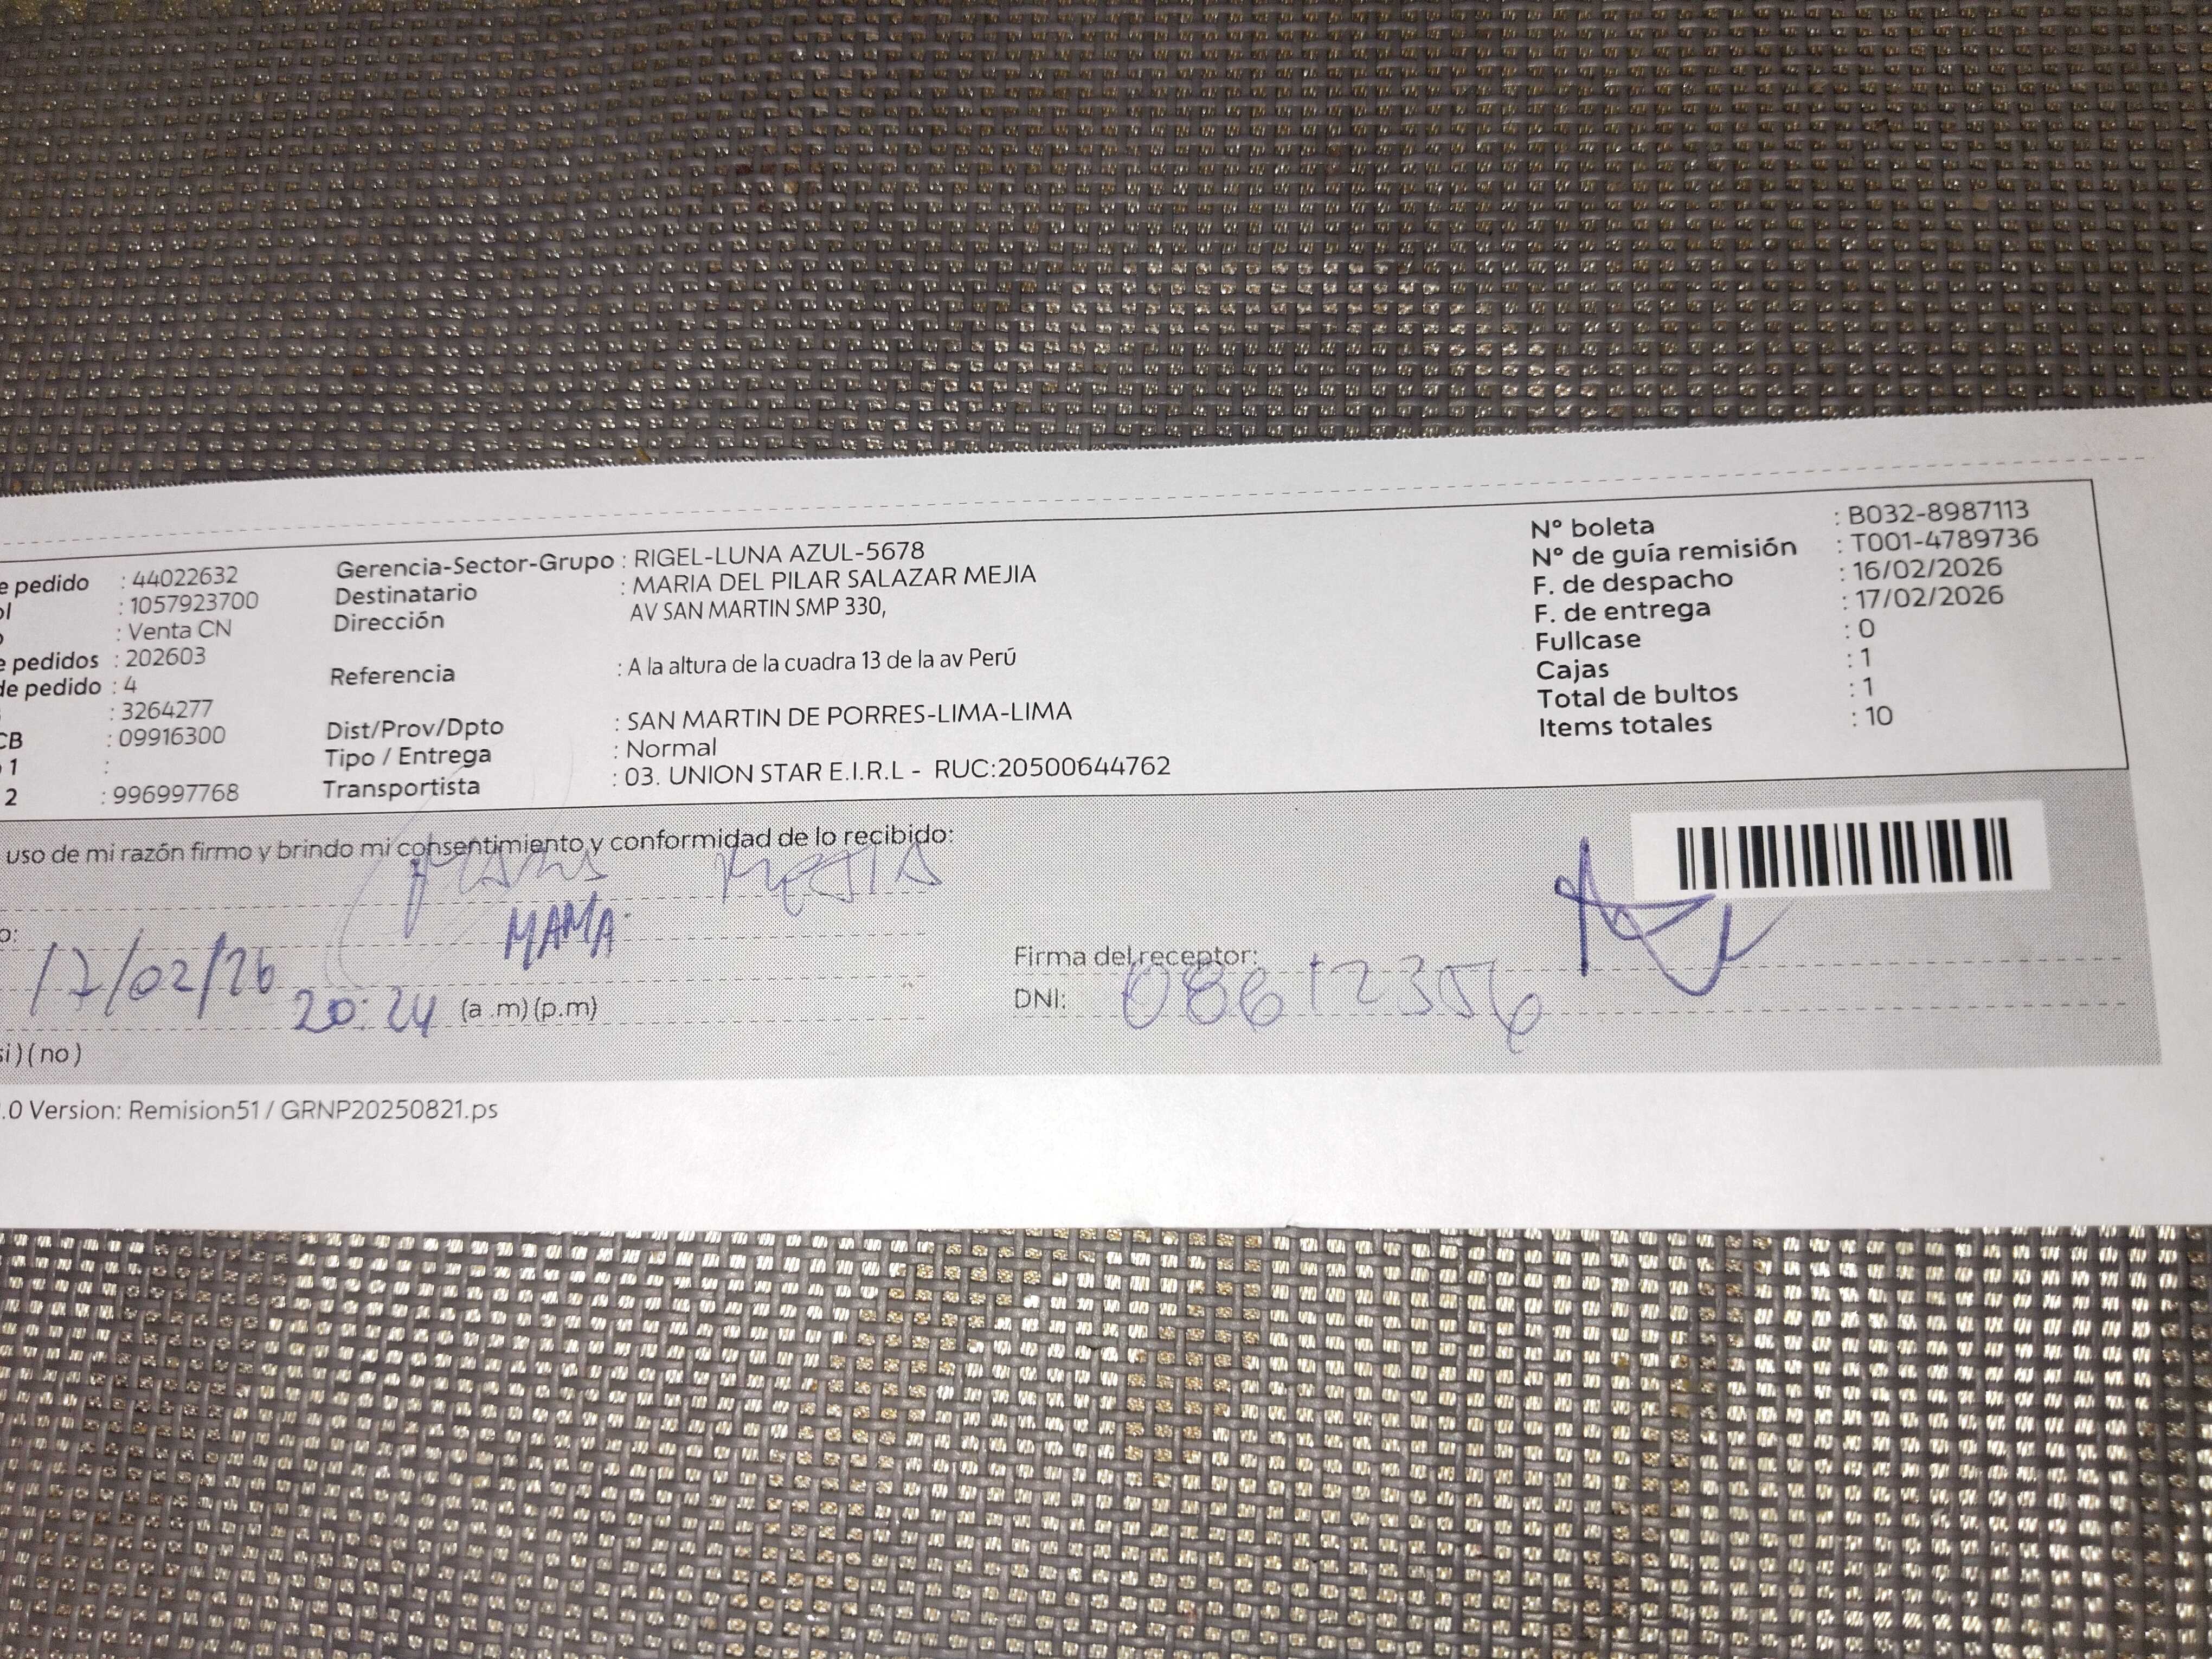 e pedido : 44022632
ol : 1057923700
o : Venta CN
e pedidos : 202603
de pedido : 4
: 3264277
CB : 09916300
o 1 :
2 : 996997768
Gerencia-Sector-Grupo : RIGEL-LUNA AZUL-5678
Destinatario : MARIA DEL PILAR SALAZAR MEJIA
Dirección AV SAN MARTIN SMP 330,
Referencia : A la altura de la cuadra 13 de la av Perú
Dist/Prov/Dpto : SAN MARTIN DE PORRES-LIMA-LIMA
Tipo / Entrega : Normal
Transportista : 03. UNION STAR E.I.R.L - RUC:20500644762
Nº boleta : B032-8987113
Nº de guía remisión : T001-4789736
F. de despacho : 16/02/2026
F. de entrega : 17/02/2026
Fullcase : 0
Cajas : 1
Total de bultos : 1
Items totales : 10
uso de mi razón firmo y brindo mi consentimiento y conformidad de lo recibido:
Mejia
MAMA
o:
17/02/26 20:24 (a .m) (p.m)
Firma del receptor:
DNI: 08612356
si) (no)
.0 Version: Remision51 / GRNP20250821.ps